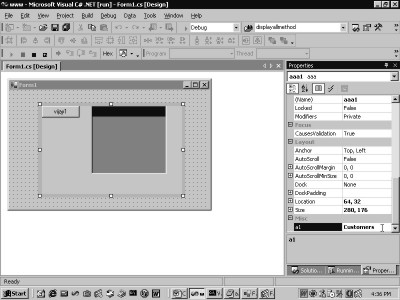 www - Microsoft Visual C# .NET [run] - Form1.cs [Design]
File Edit View Project Build Debug Data Tools Window Help
Debug displayallmethod
Hex Program Thread
Form1.cs [Design]
Form1
vijay1
Properties
aaa1 aaa
(Name) aaa1
Locked False
Modifiers Private
Focus
CausesValidation True
Layout
Anchor Top, Left
AutoScroll False
AutoScrollMargin 0, 0
AutoScrollMinSize 0, 0
Dock None
DockPadding
Location 64, 32
Size 280, 176
Misc
a1 Customers
a1
Solutio... Runnin... Proper...
Ready
Start
4:36 PM